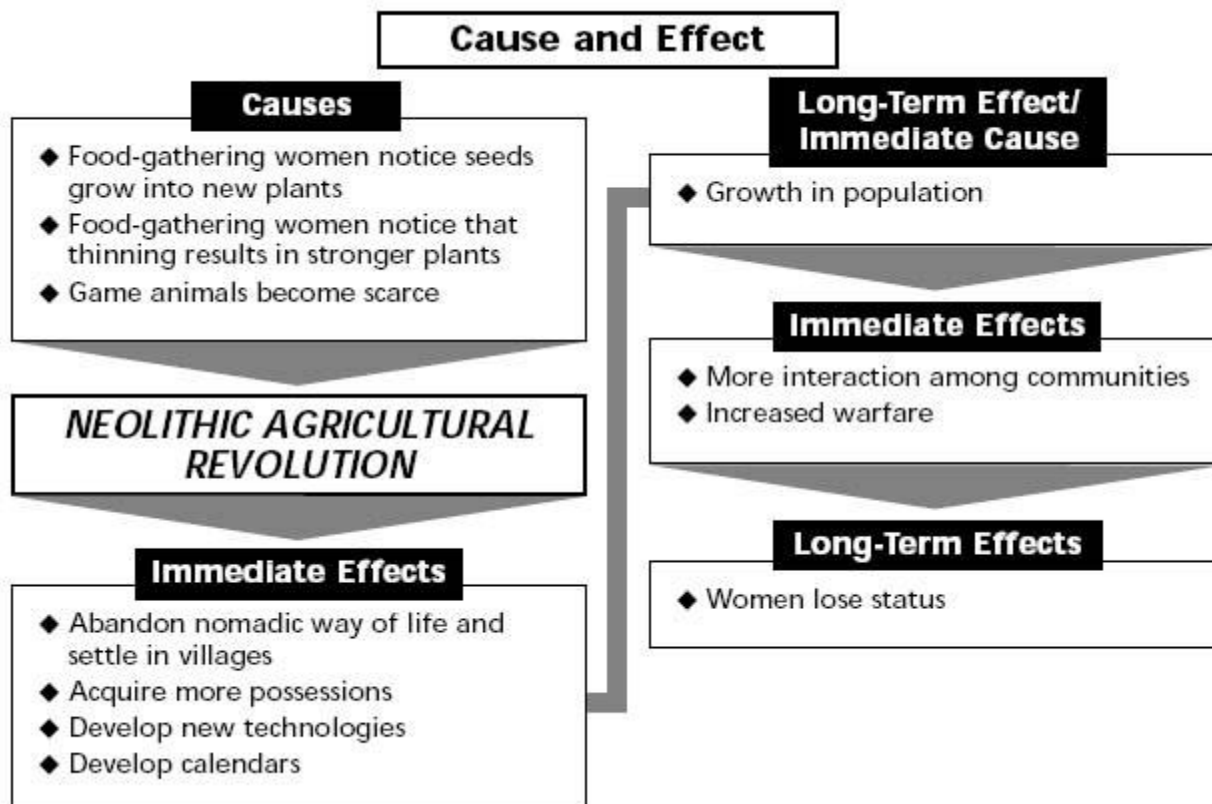 Cause and Effect
Causes
◆ Food-gathering women notice seeds
grow into new plants
◆ Food-gathering women notice that
thinning results in stronger plants
◆ Game animals become scarce
NEOLITHIC AGRICULTURAL
REVOLUTION
Immediate Effects
◆ Abandon nomadic way of life and
settle in villages
◆ Acquire more possessions
◆ Develop new technologies
◆ Develop calendars
Long-Term Effect/
Immediate Cause
◆ Growth in population
Immediate Effects
◆ More interaction among communities
◆ Increased warfare
Long-Term Effects
◆ Women lose status